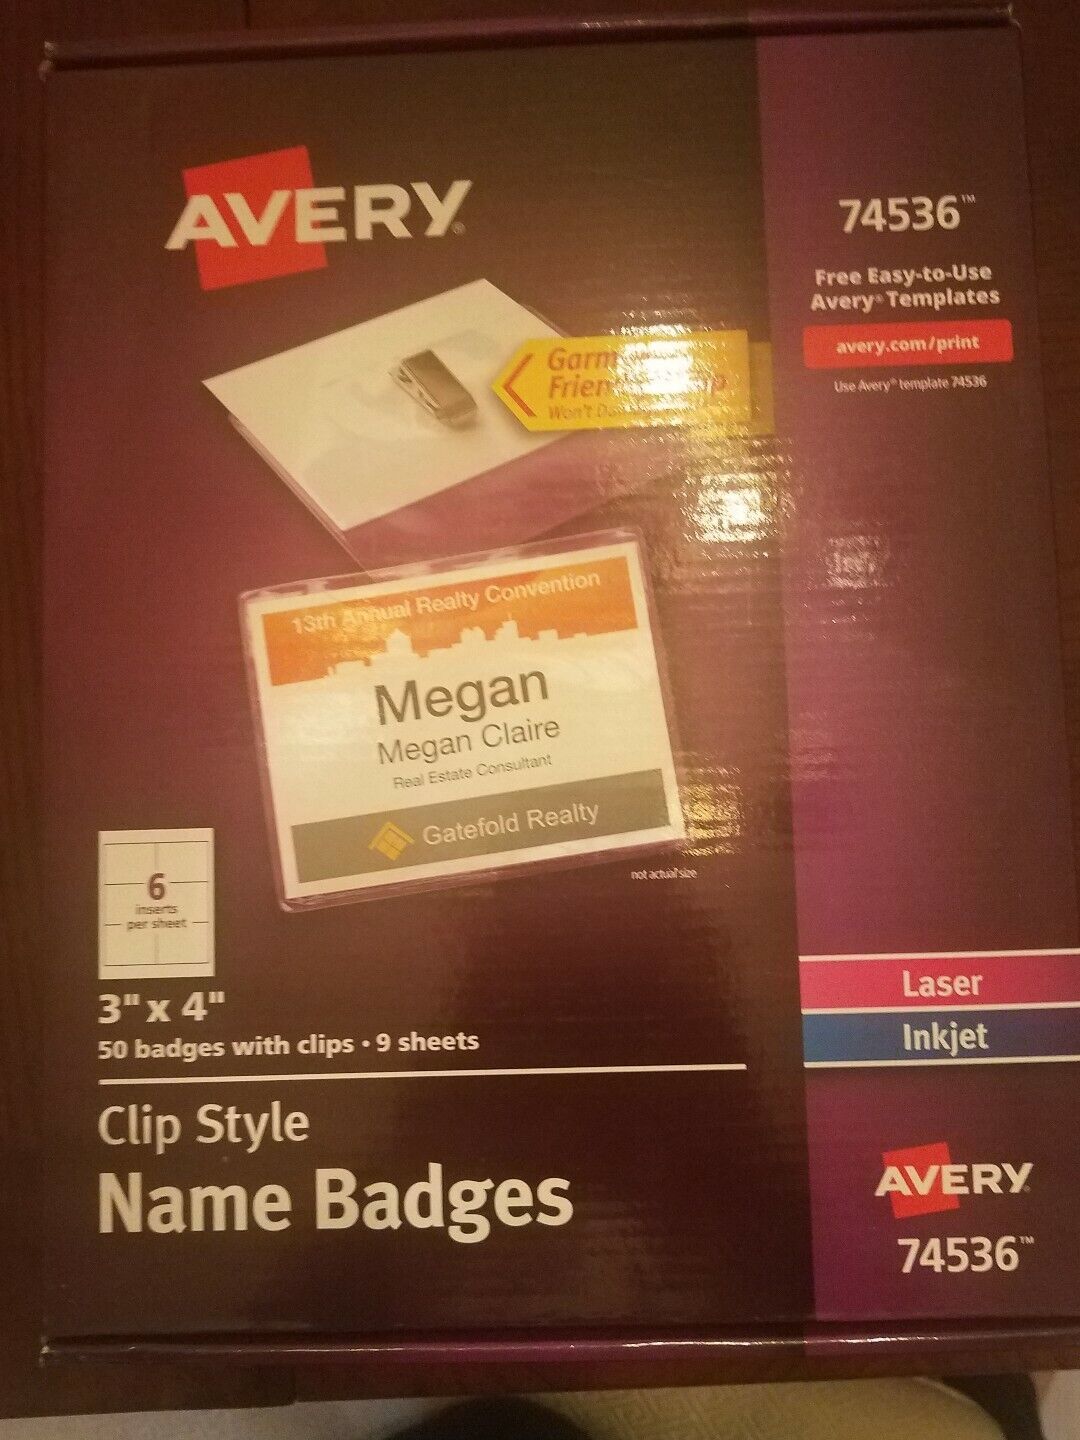 AVERY®
74536™
Free Easy-to-Use
Avery® Templates
avery.com/print
Use Avery® template 74536
Won't
13th Annual Realty Convention
Megan
Megan Claire
Real Estate Consultant
Gatefold Realty
not actual size
6
inserts
per sheet
3" x 4"
50 badges with clips • 9 sheets
Clip Style
Name Badges
Laser
Inkjet
AVERY
74536™